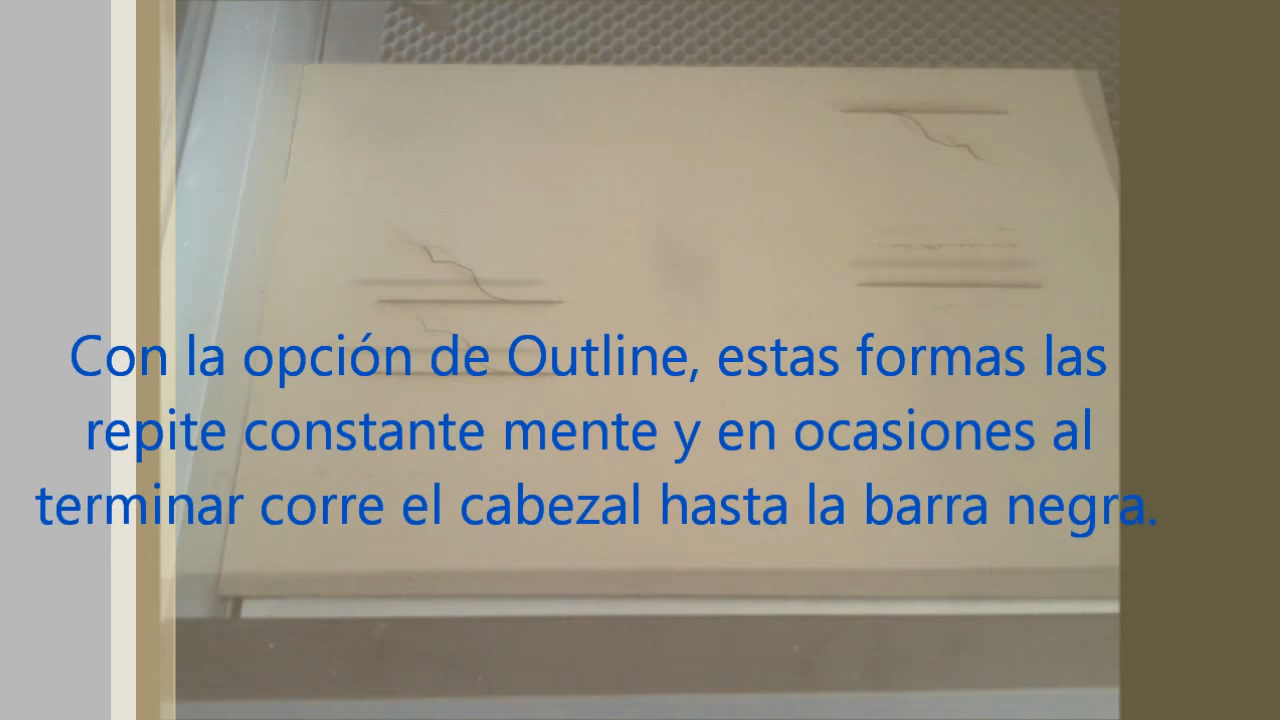 Con la opción de Outline, estas formas las
repite constante mente y en ocasiones al
terminar corre el cabezal hasta la barra negra.